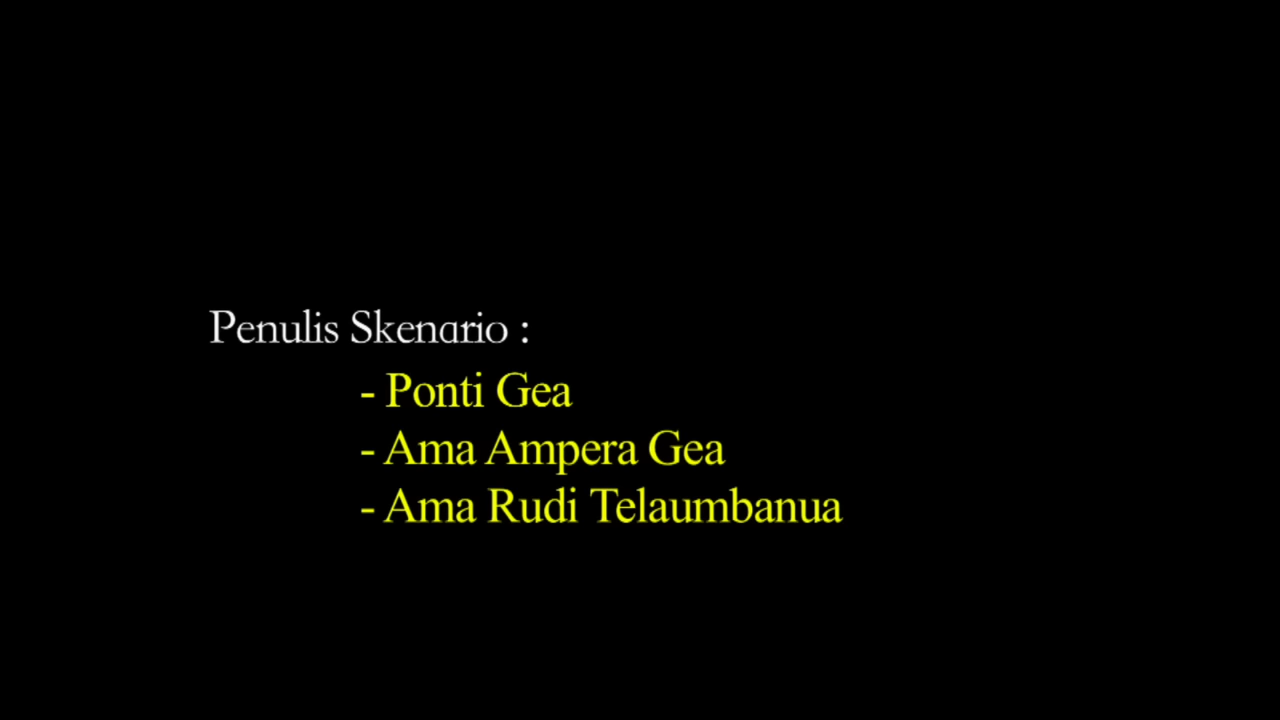 Penulis Skenario :
- Ponti Gea
- Ama Ampera Gea
- Ama Rudi Telaumbanua